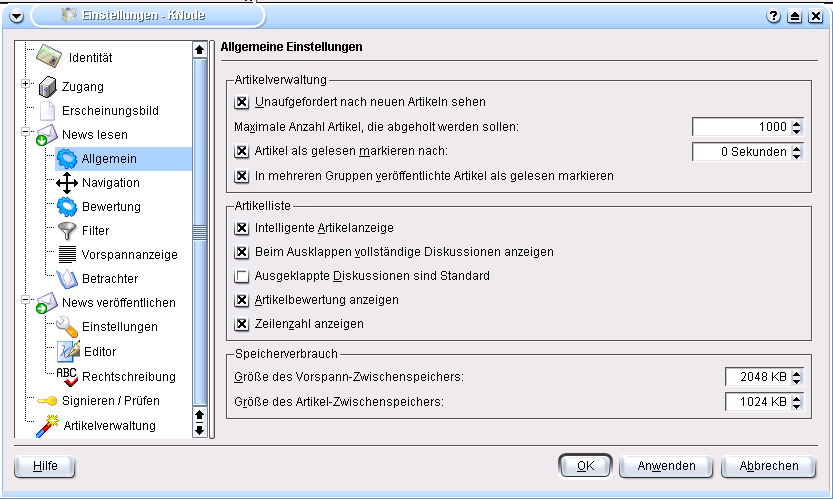 Einstellungen - KNode
Identität
Zugang
Erscheinungsbild
News lesen
Allgemein
Navigation
Bewertung
Filter
Vorspannanzeige
Betrachter
News veröffentlichen
Einstellungen
Editor
ABC
Rechtschreibung
Signieren / Prüfen
Artikelverwaltung
Allgemeine Einstellungen
Artikelverwaltung
Unaufgefordert nach neuen Artikeln sehen
Maximale Anzahl Artikel, die abgeholt werden sollen: 1000
Artikel als gelesen markieren nach: 0 Sekunden
In mehreren Gruppen veröffentlichte Artikel als gelesen markieren
Artikelliste
Intelligente Artikelanzeige
Beim Ausklappen vollständige Diskussionen anzeigen
Ausgeklappte Diskussionen sind Standard
Artikelbewertung anzeigen
Zeilenzahl anzeigen
Speicherverbrauch
Größe des Vorspann-Zwischenspeichers: 2048 KB
Größe des Artikel-Zwischenspeichers: 1024 KB
Hilfe
OK
Anwenden
Abbrechen